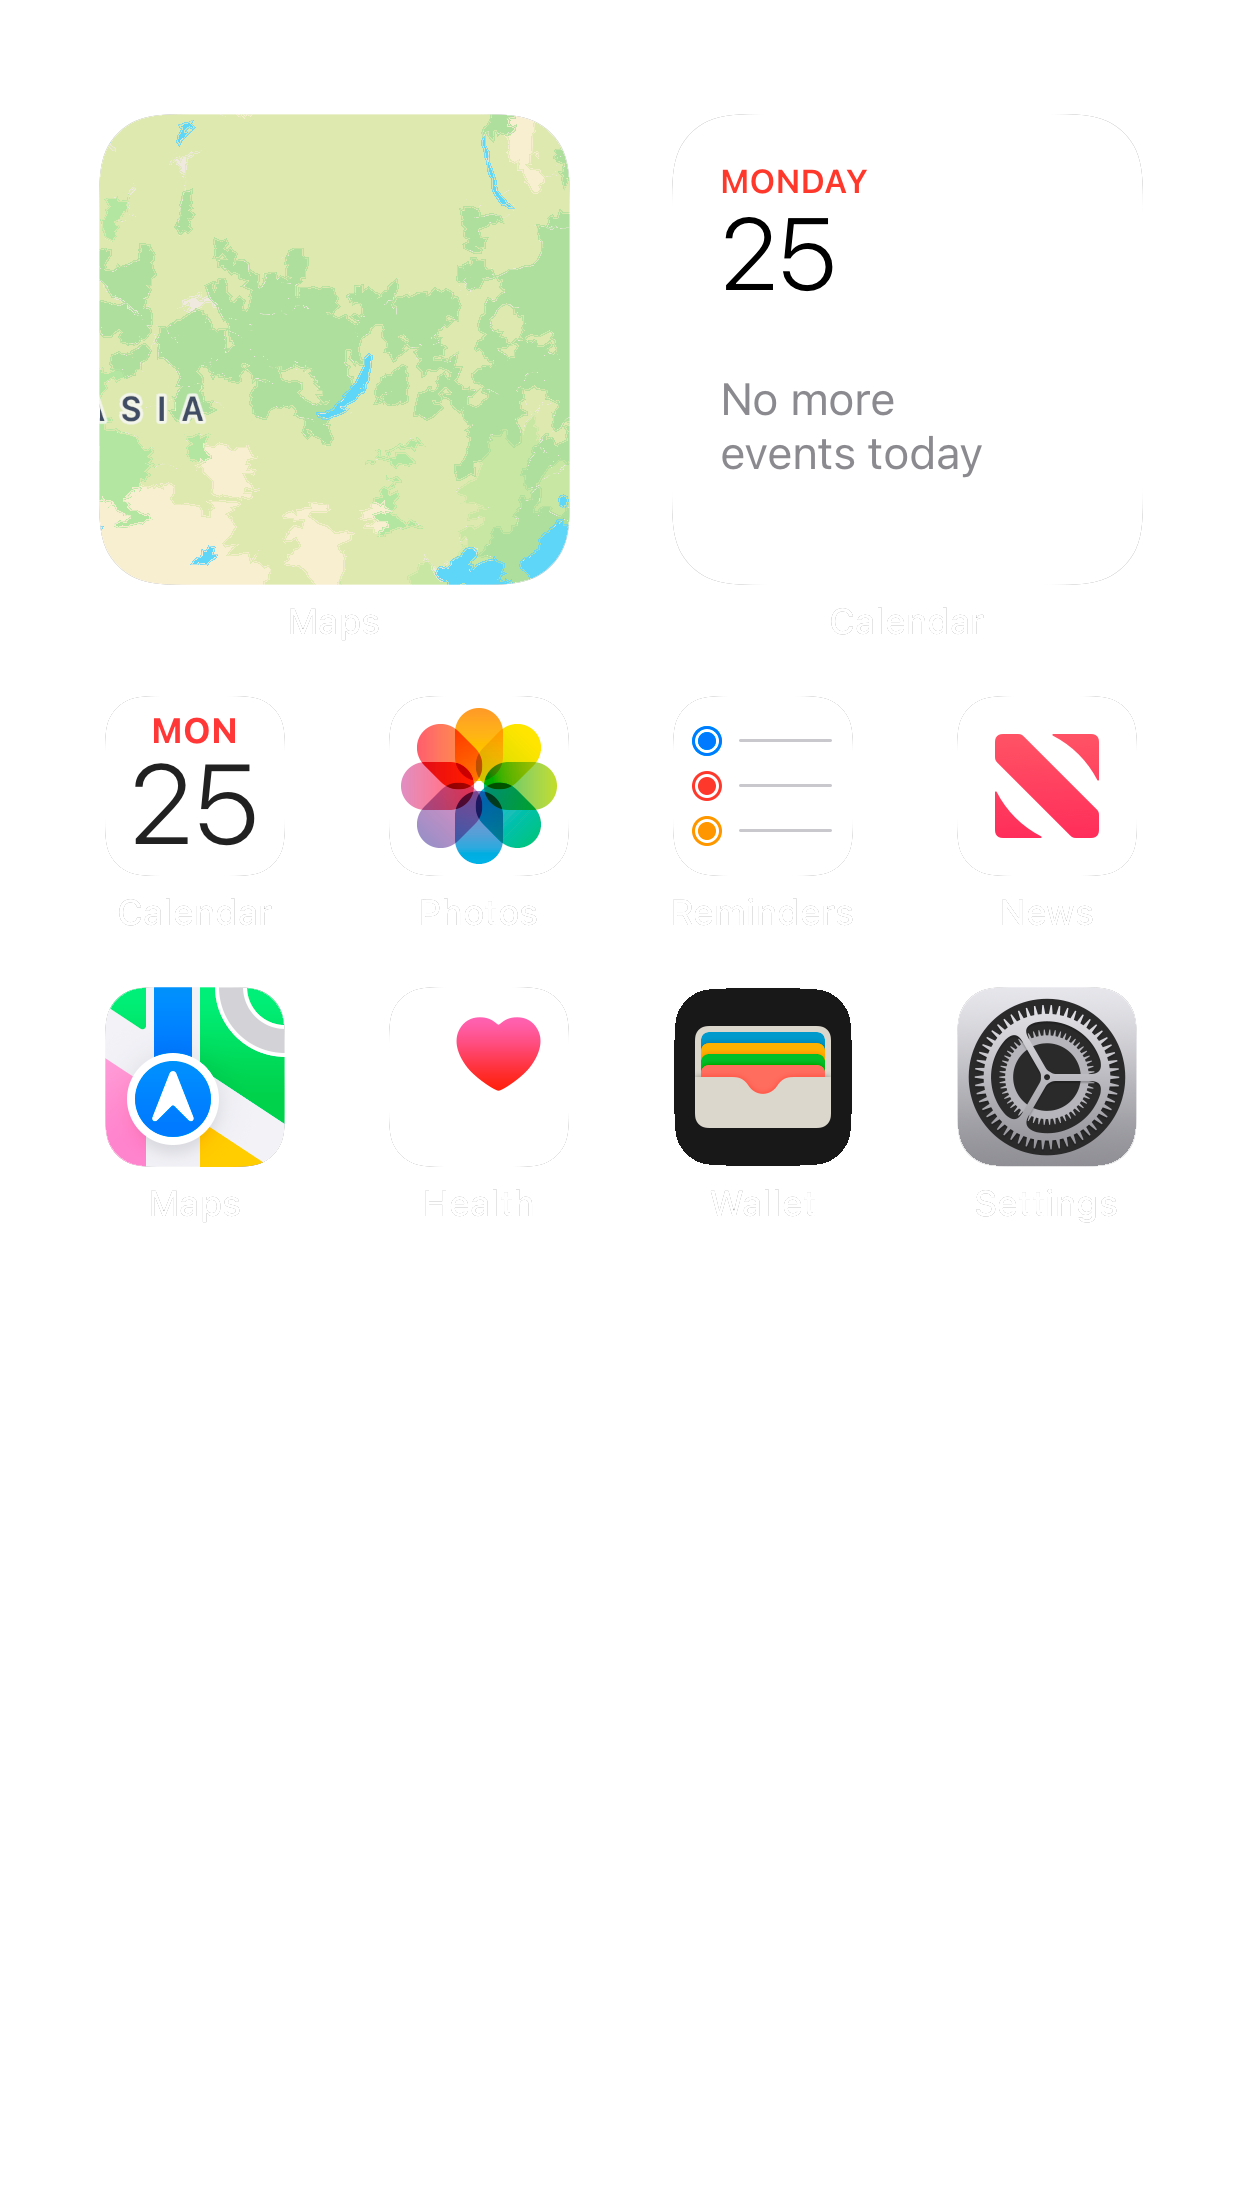 ASIA
MONDAY
25
No more
events today
Maps
Calendar
MON
25
Calendar
Photos
Reminders
News
Maps
Health
Wallet
Settings